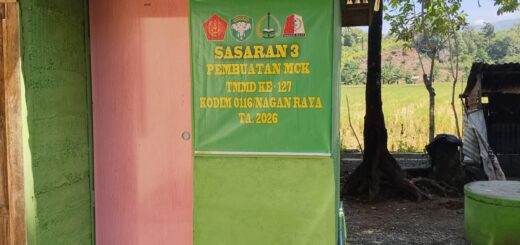 SASARAN 3
PEMBUATAN MCK
TMMD KE-127
KODIM 0116/NAGAN RAYA
TA. 2026